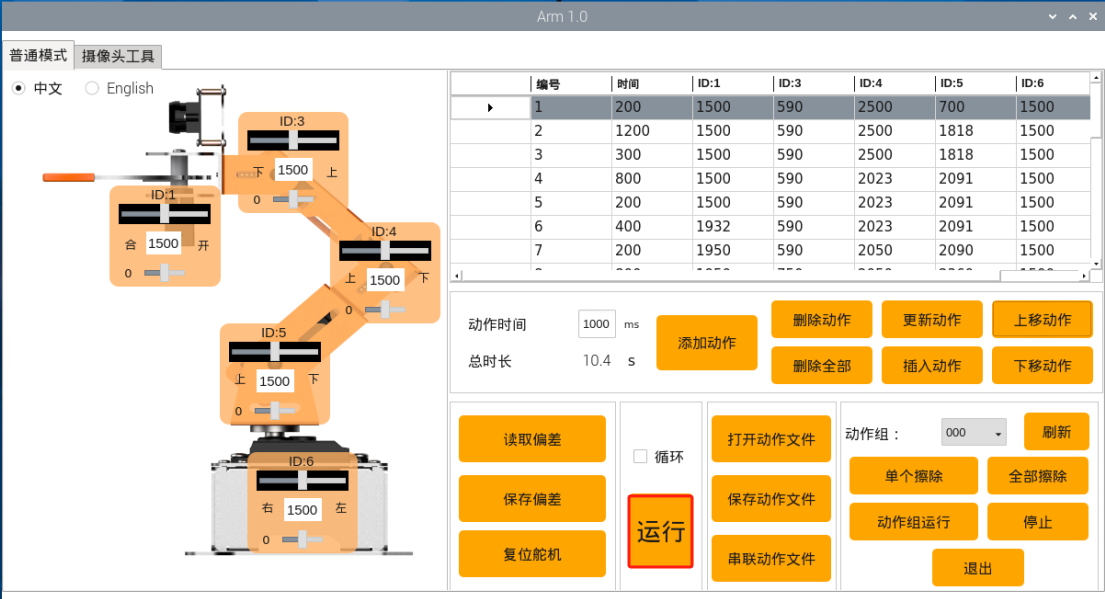 Arm 1.0
普通模式 摄像头工具
中文 English
ID:3
下 1500 上
0
ID:1
合 1500 开
0
ID:4
上 1500 下
0
ID:5
上 1500 下
0
ID:6
右 1500 左
0
编号 时间 ID:1 ID:3 ID:4 ID:5 ID:6
1 200 1500 590 2500 700 1500
2 1200 1500 590 2500 1818 1500
3 300 1500 590 2500 1818 1500
4 800 1500 590 2023 2091 1500
5 200 1500 590 2023 2091 1500
6 400 1932 590 2023 2091 1500
7 200 1950 590 2050 2090 1500
动作时间 1000 ms
总时长 10.4 s
添加动作
删除动作 更新动作 上移动作
删除全部 插入动作 下移动作
读取偏差
保存偏差
复位舵机
循环
运行
打开动作文件
保存动作文件
串联动作文件
动作组： 000 刷新
单个擦除 全部擦除
动作组运行 停止
退出